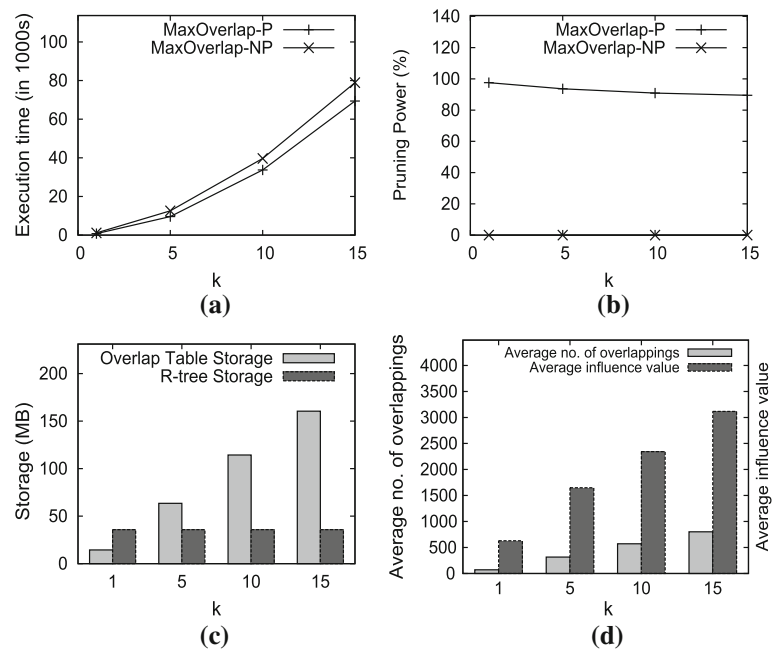 MaxOverlap-P
MaxOverlap-NP
Execution time (in 1000s)
100
80
60
40
20
0
0
5
10
15
k
(a)
MaxOverlap-P
MaxOverlap-NP
Pruning Power (%)
140
120
100
80
60
40
20
0
0
5
10
15
k
(b)
Overlap Table Storage
R-tree Storage
Storage (MB)
200
150
100
50
0
1
5
10
15
k
(c)
Average no. of overlappings
Average influence value
Average no. of overlappings
4000
3500
3000
2500
2000
1500
1000
500
0
1
5
10
15
k
Average influence value
(d)